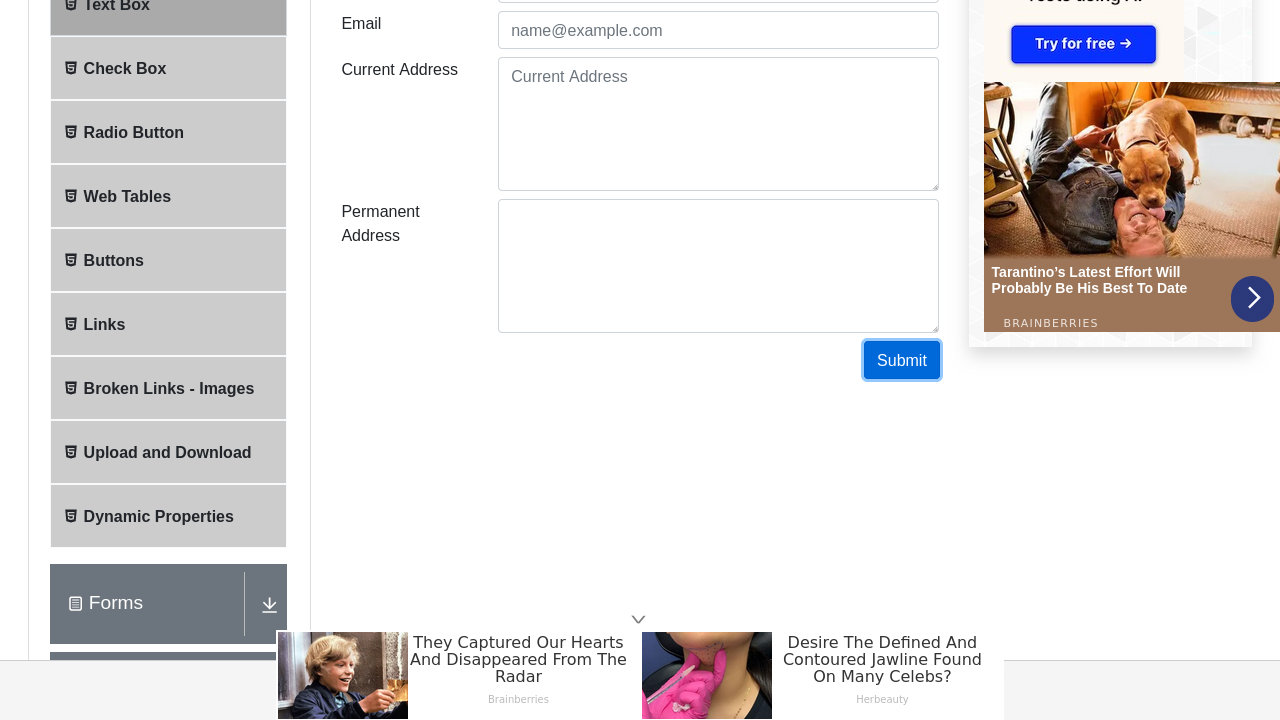 Text Box
Email
name@example.com
Try for free →
Check Box
Current Address
Current Address
Radio Button
Web Tables
Permanent
Address
Buttons
Tarantino's Latest Effort Will
Probably Be His Best To Date
BRAINBERRIES
Links
Submit
Broken Links - Images
Upload and Download
Dynamic Properties
Forms
They Captured Our Hearts
And Disappeared From The
Radar
Brainberries
Desire The Defined And
Contoured Jawline Found
On Many Celebs?
Herbeauty